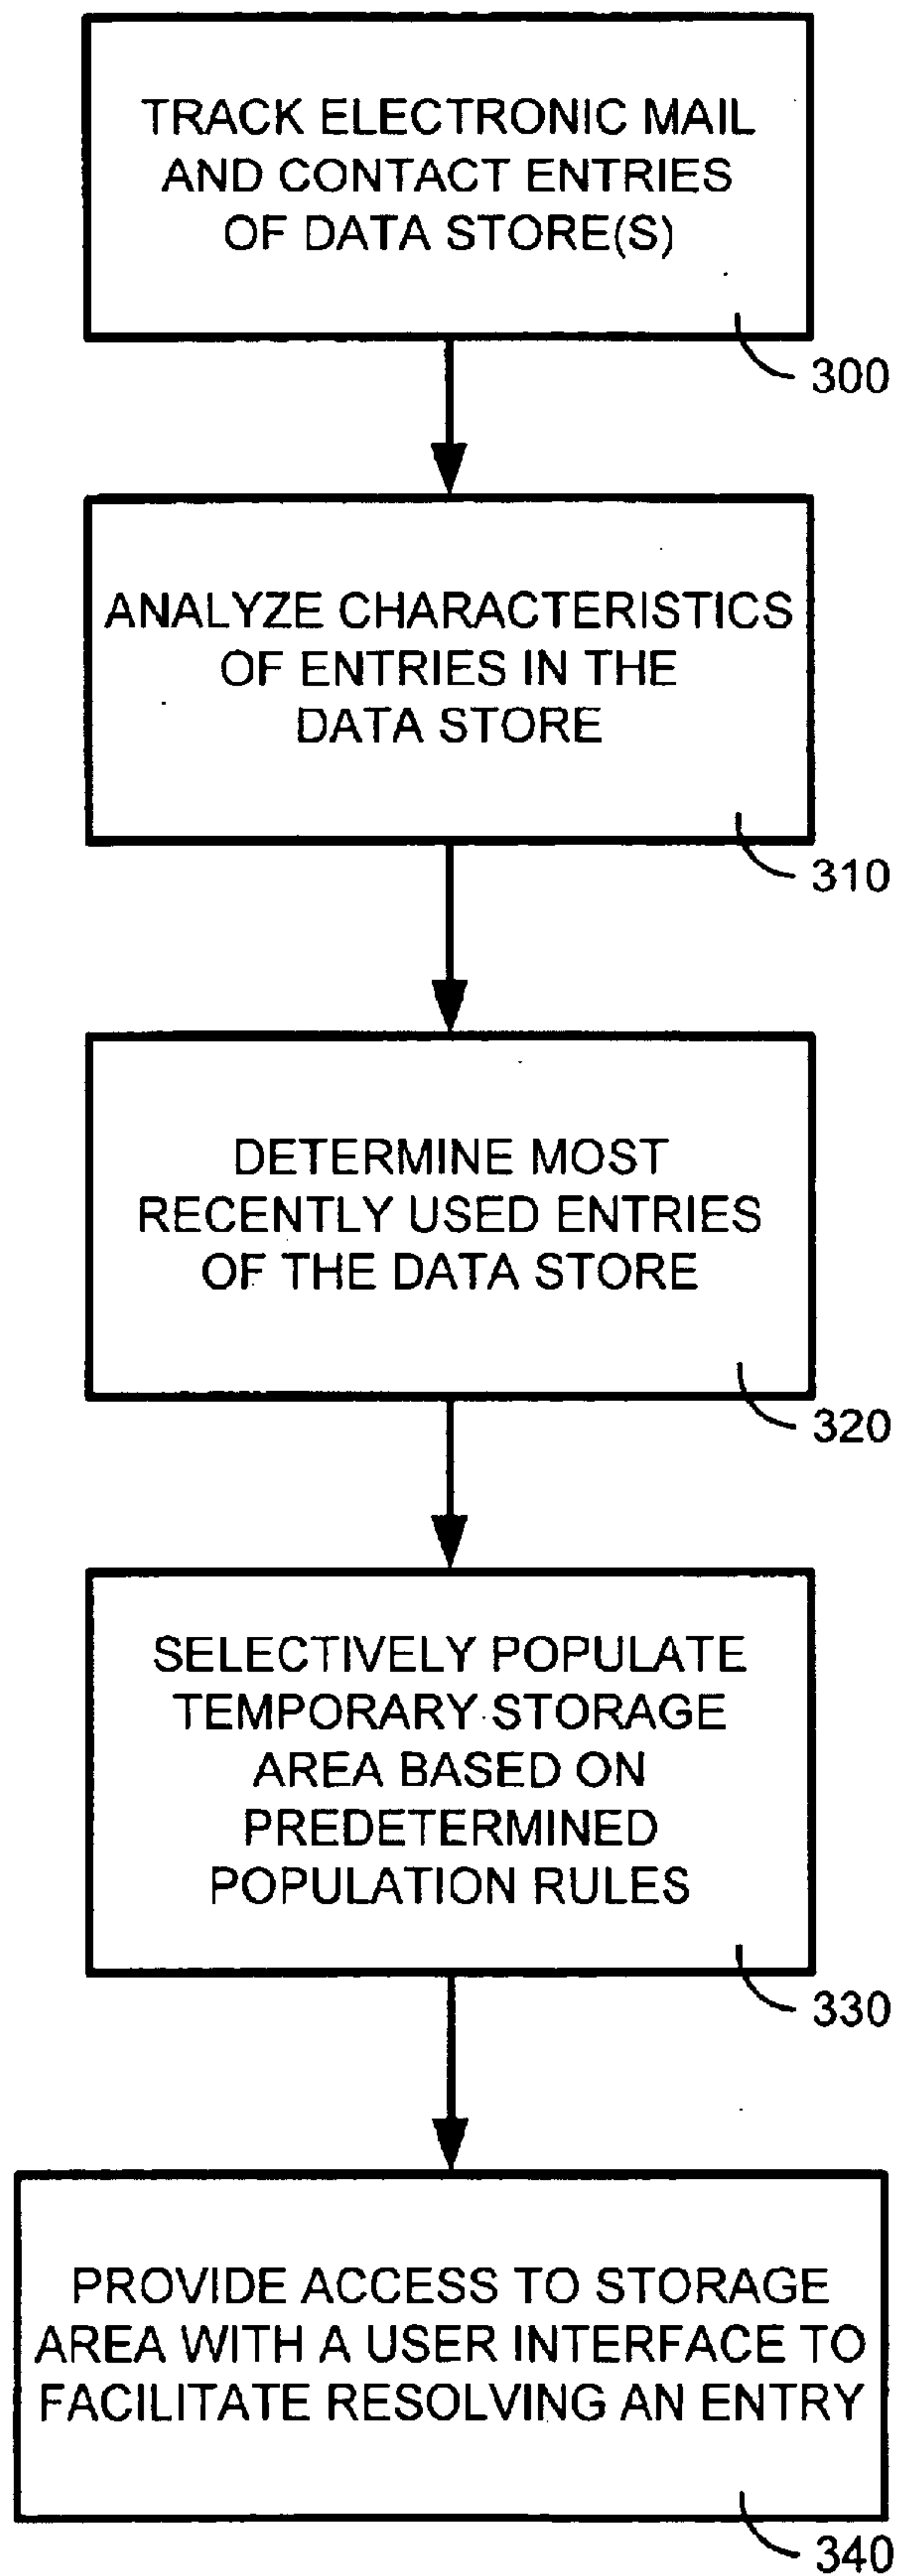 TRACK ELECTRONIC MAIL
AND CONTACT ENTRIES
OF DATA STORE(S)
300
ANALYZE CHARACTERISTICS
OF ENTRIES IN THE
DATA STORE
310
DETERMINE MOST
RECENTLY USED ENTRIES
OF THE DATA STORE
320
SELECTIVELY POPULATE
TEMPORARY STORAGE
AREA BASED ON
PREDETERMINED
POPULATION RULES
330
PROVIDE ACCESS TO STORAGE
AREA WITH A USER INTERFACE TO
FACILITATE RESOLVING AN ENTRY
340